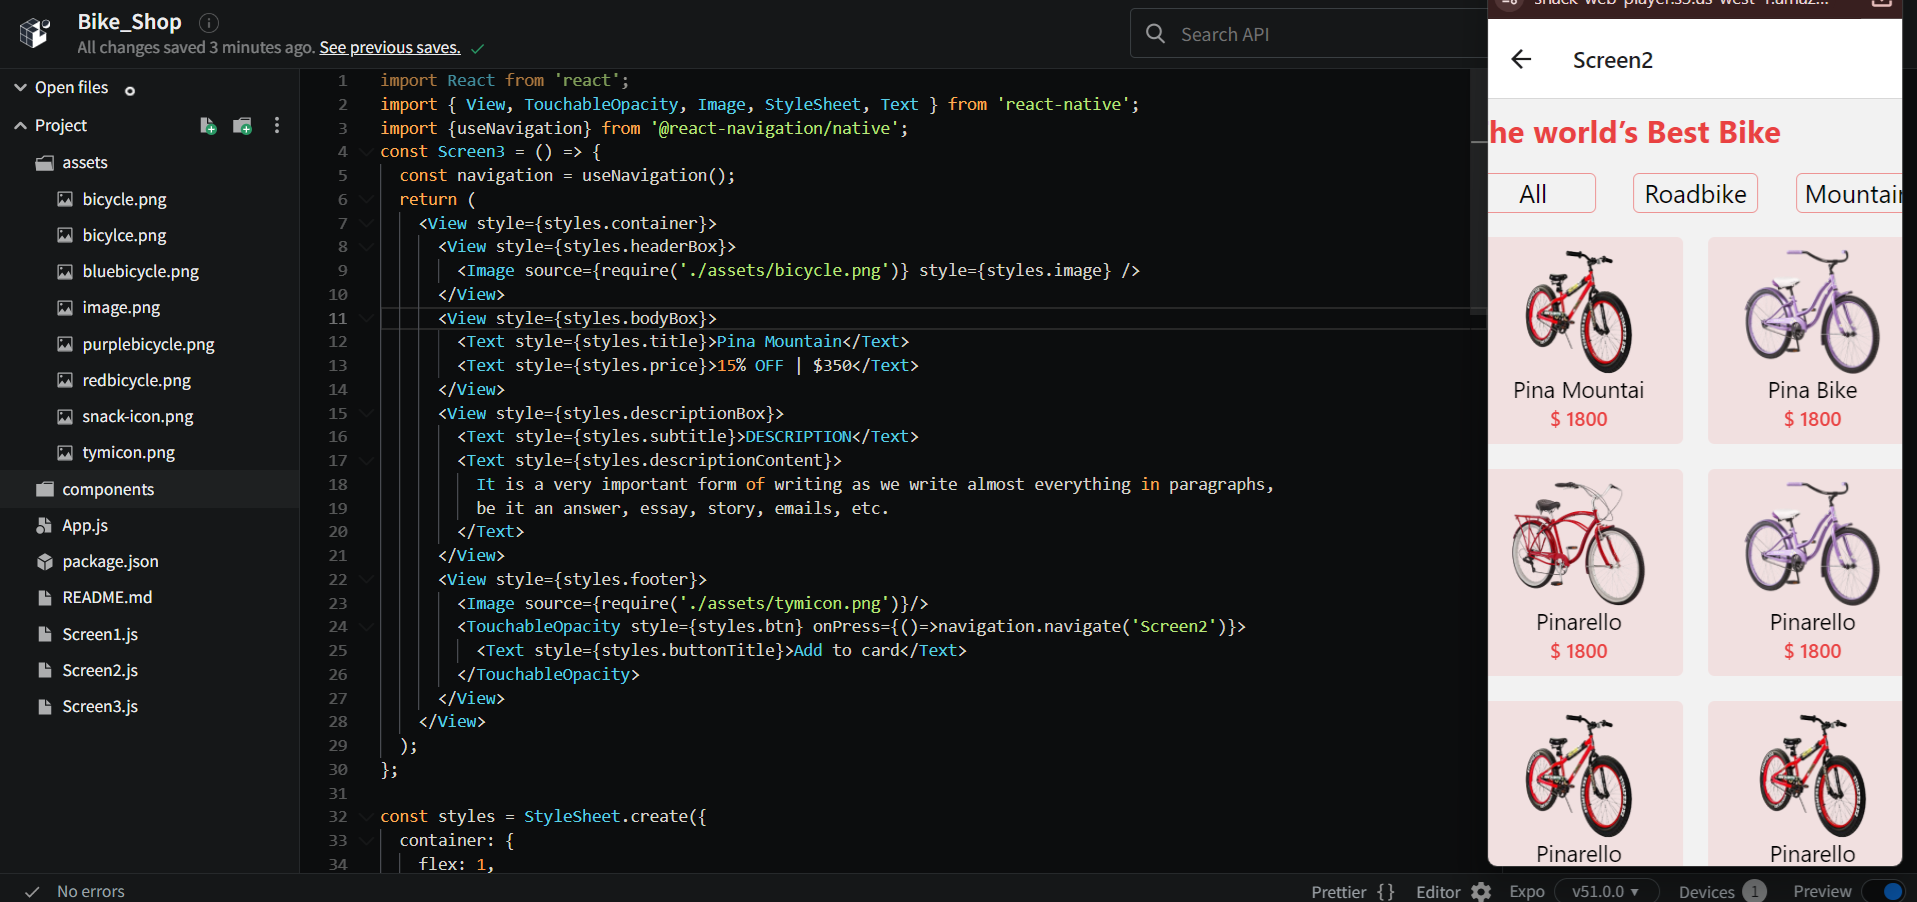 Bike_Shop
All changes saved 3 minutes ago. See previous saves.
Search API
Open files
Project
assets
bicycle.png
bicylce.png
bluebicycle.png
image.png
purplebicycle.png
redbicycle.png
snack-icon.png
tymicon.png
components
App.js
package.json
README.md
Screen1.js
Screen2.js
Screen3.js
1 import React from 'react';
2 import { View, TouchableOpacity, Image, StyleSheet, Text } from 'react-native';
3 import {useNavigation} from '@react-navigation/native';
4 const Screen3 = () => {
5 const navigation = useNavigation();
6 return (
7 <View style={styles.container}>
8 <View style={styles.headerBox}>
9 <Image source={require('./assets/bicycle.png')} style={styles.image} />
10 </View>
11 <View style={styles.bodyBox}>
12 <Text style={styles.title}>Pina Mountain</Text>
13 <Text style={styles.price}>15% OFF | $350</Text>
14 </View>
15 <View style={styles.descriptionBox}>
16 <Text style={styles.subtitle}>DESCRIPTION</Text>
17 <Text style={styles.descriptionContent}>
18 It is a very important form of writing as we write almost everything in paragraphs,
19 be it an answer, essay, story, emails, etc.
20 </Text>
21 </View>
22 <View style={styles.footer}>
23 <Image source={require('./assets/tymicon.png')}/>
24 <TouchableOpacity style={styles.btn} onPress={()=>navigation.navigate('Screen2')}>
25 <Text style={styles.buttonTitle}>Add to card</Text>
26 </TouchableOpacity>
27 </View>
28 </View>
29 );
30 };
31
32 const styles = StyleSheet.create({
33 container: {
34 flex: 1,
snack-web-player.s3.us-west-1.amaz...
Screen2
he world's Best Bike
All Roadbike Mountain
Pina Mountai Pina Bike
$ 1800 $ 1800
Pinarello Pinarello
$ 1800 $ 1800
Pinarello Pinarello
No errors
Prettier {} Editor Expo v51.0.0 Devices 1 Preview